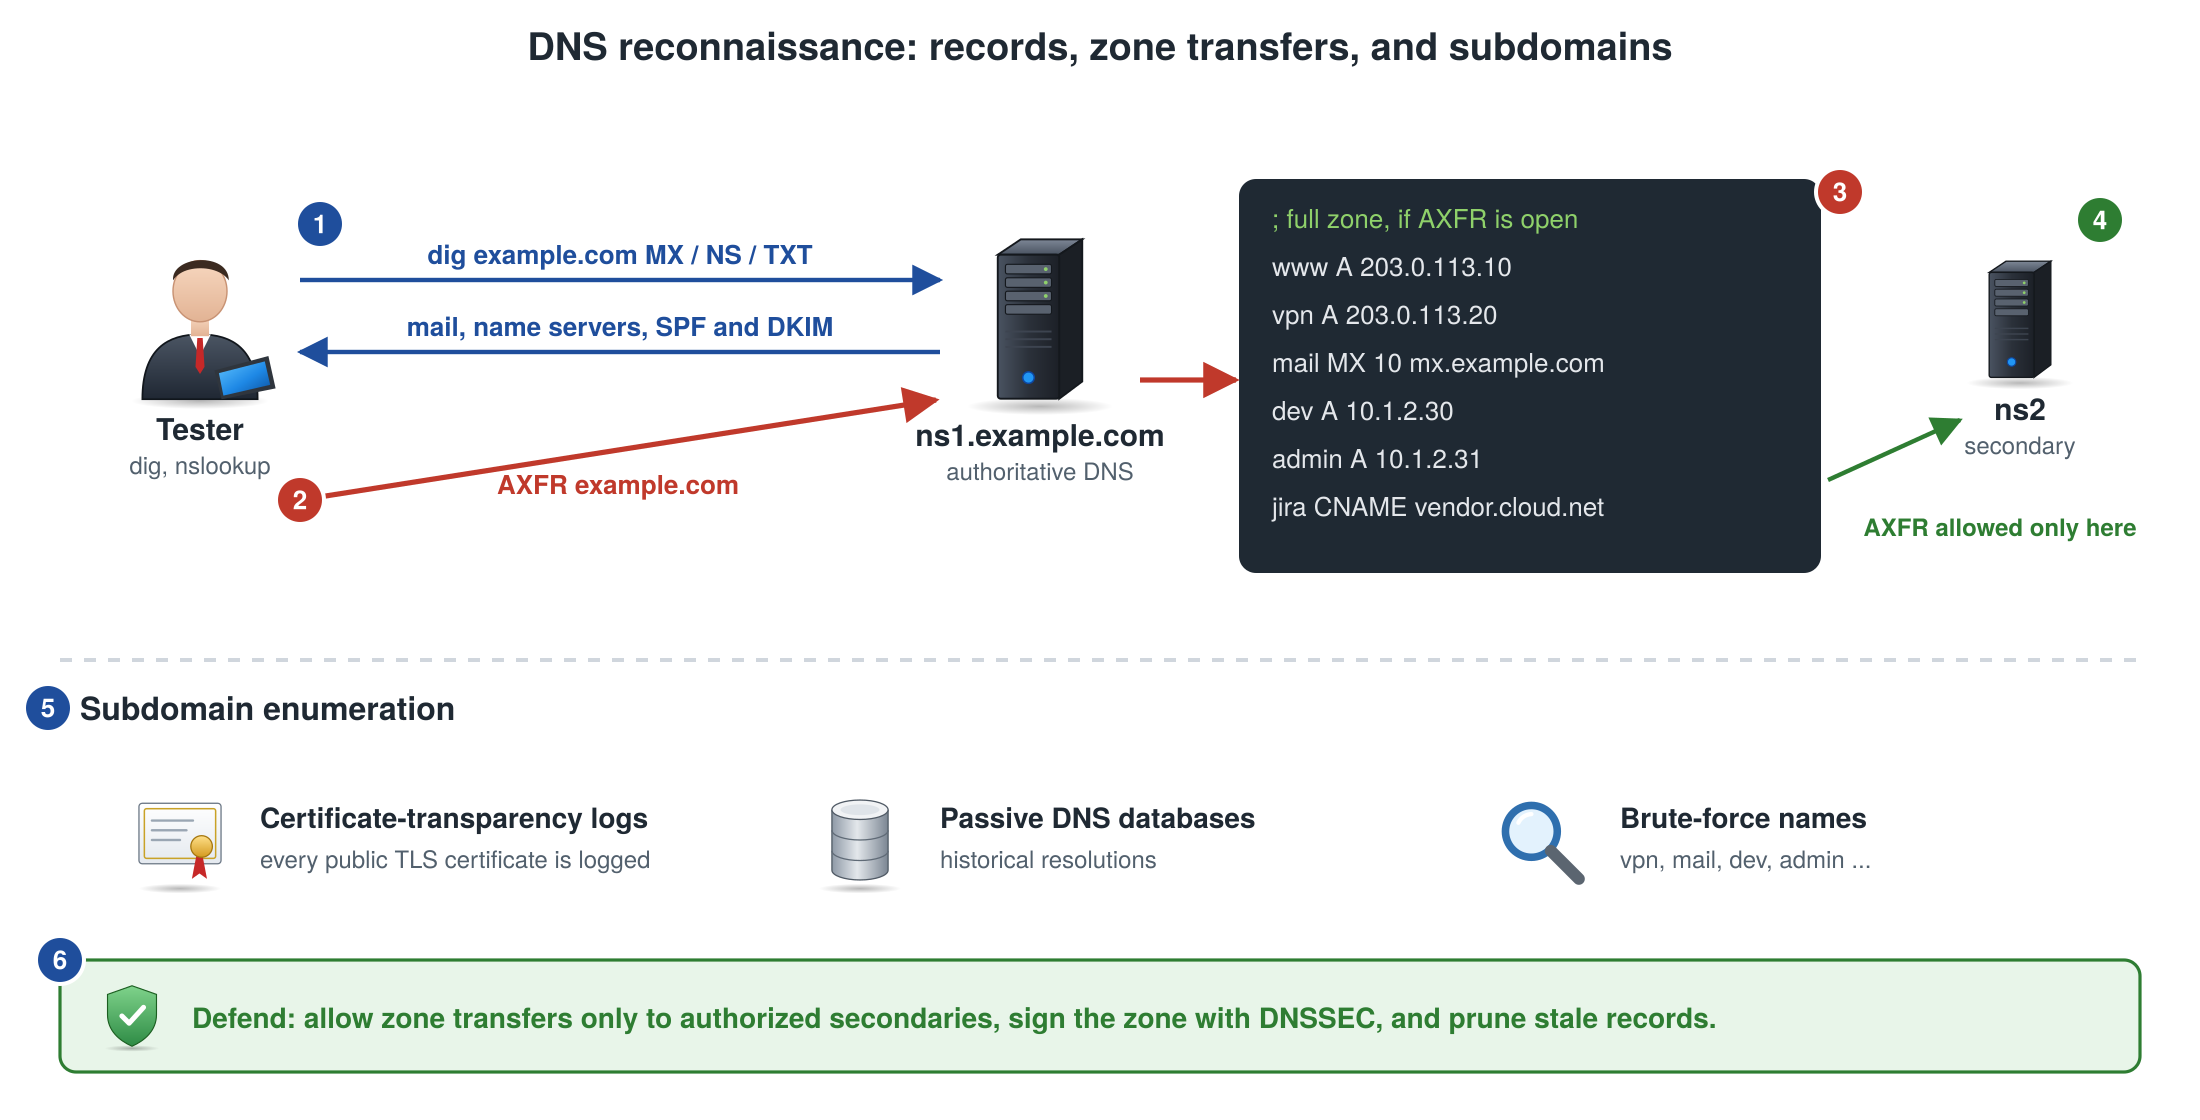 DNS reconnaissance: records, zone transfers, and subdomains
1
dig example.com MX / NS / TXT
mail, name servers, SPF and DKIM
Tester
dig, nslookup
2
AXFR example.com
ns1.example.com
authoritative DNS
3
; full zone, if AXFR is open
www A 203.0.113.10
vpn A 203.0.113.20
mail MX 10 mx.example.com
dev A 10.1.2.30
admin A 10.1.2.31
jira CNAME vendor.cloud.net
4
ns2
secondary
AXFR allowed only here
5 Subdomain enumeration
Certificate-transparency logs
every public TLS certificate is logged
Passive DNS databases
historical resolutions
Brute-force names
vpn, mail, dev, admin ...
6
Defend: allow zone transfers only to authorized secondaries, sign the zone with DNSSEC, and prune stale records.